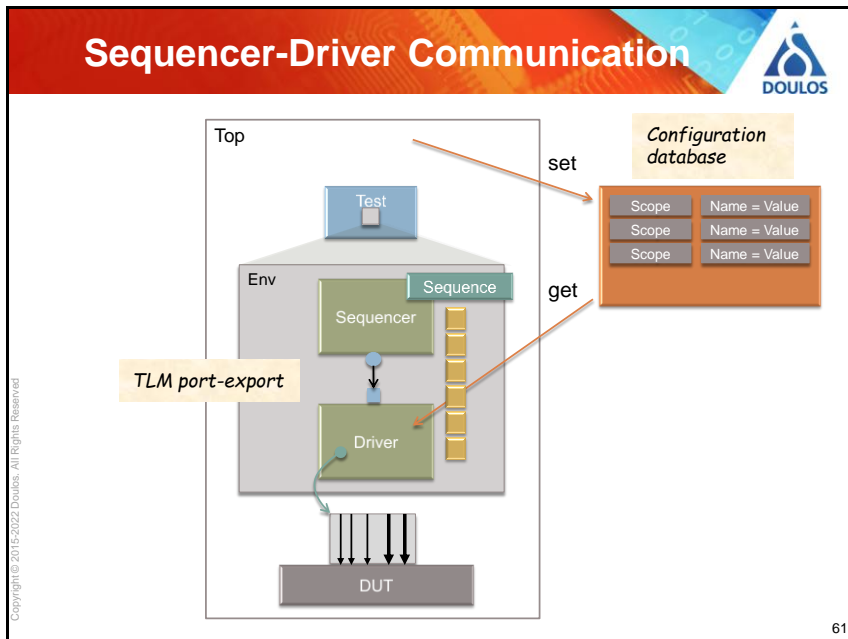 Sequencer-Driver Communication
DOULOS
Top
set
Configuration
database
Test
Scope
Name = Value
Scope
Name = Value
Scope
Name = Value
Env
Sequence
get
Sequencer
TLM port-export
Driver
DUT
Copyright © 2015-2022 Doulos. All Rights Reserved
61